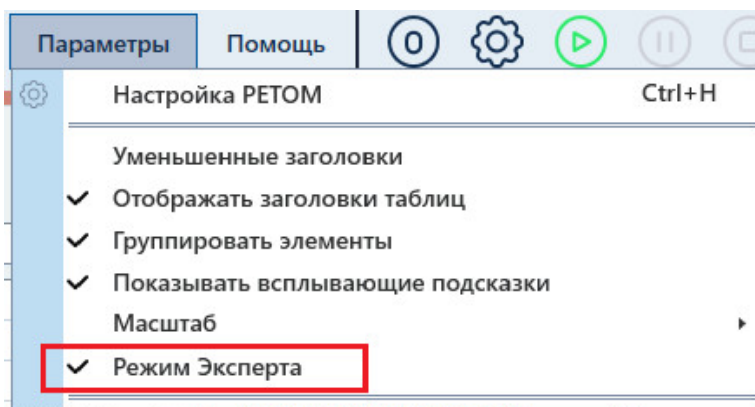 Параметры Помощь 0
Настройка РЕТОМ Ctrl+H
Уменьшенные заголовки
Отображать заголовки таблиц
Группировать элементы
Показывать всплывающие подсказки
Масштаб
Режим Эксперта